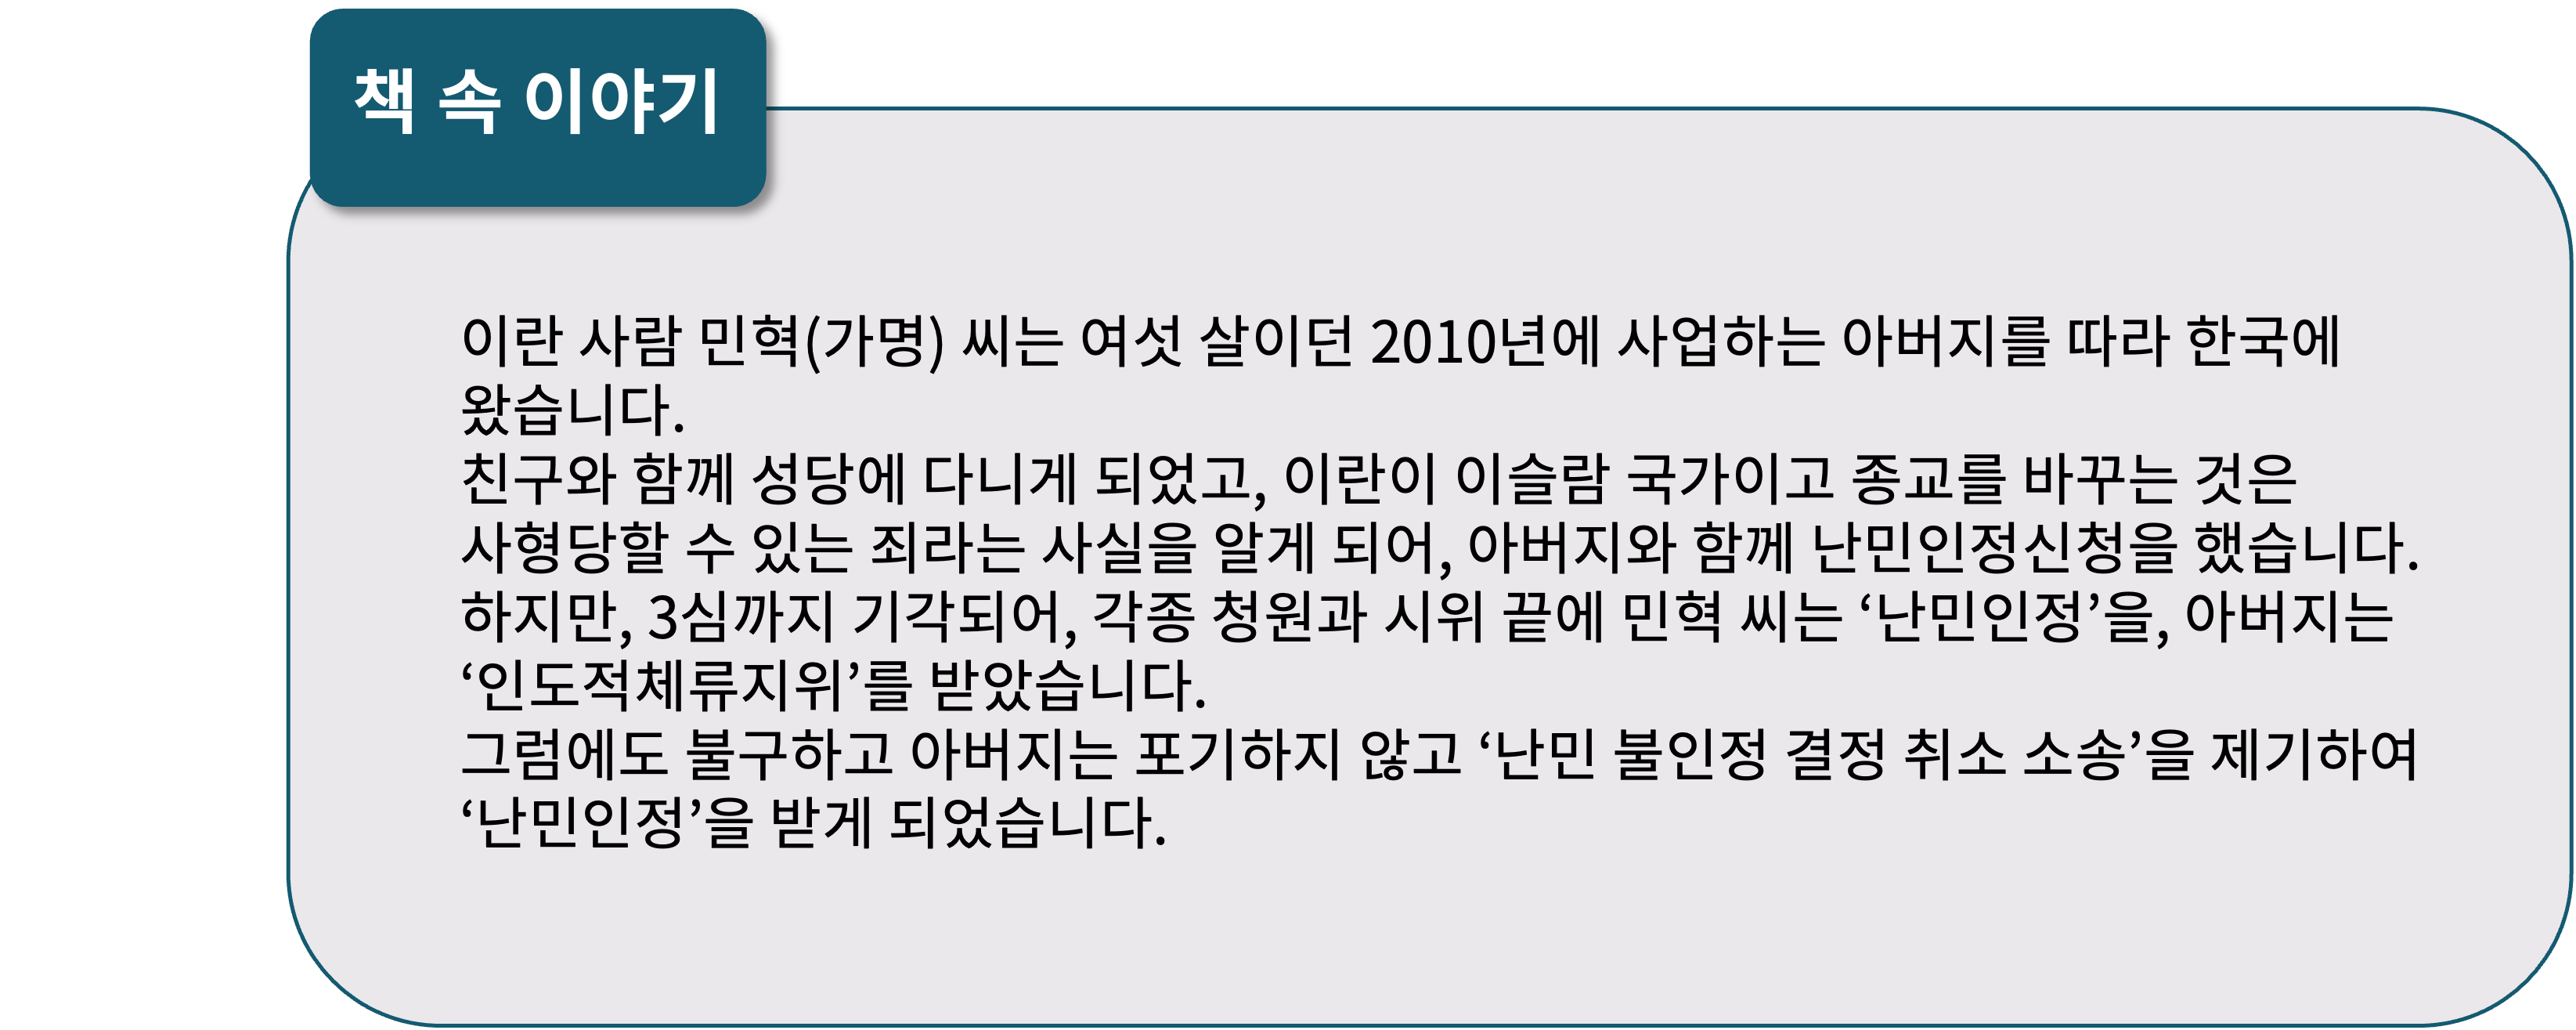 책 속 이야기
이란 사람 민혁(가명) 씨는 여섯 살이던 2010년에 사업하는 아버지를 따라 한국에
왔습니다.
친구와 함께 성당에 다니게 되었고, 이란이 이슬람 국가이고 종교를 바꾸는 것은
사형당할 수 있는 죄라는 사실을 알게 되어, 아버지와 함께 난민인정신청을 했습니다.
하지만, 3심까지 기각되어, 각종 청원과 시위 끝에 민혁 씨는 ‘난민인정’을, 아버지는
‘인도적체류지위’를 받았습니다.
그럼에도 불구하고 아버지는 포기하지 않고 ‘난민 불인정 결정 취소 소송’을 제기하여
‘난민인정’을 받게 되었습니다.